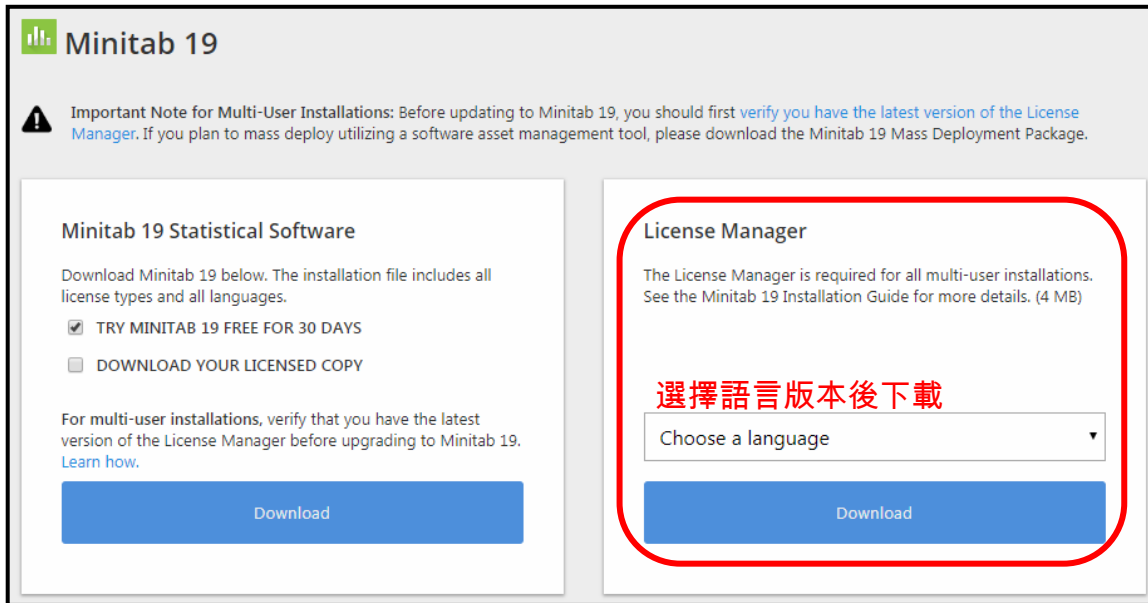 Minitab 19
Important Note for Multi-User Installations: Before updating to Minitab 19, you should first verify you have the latest version of the License
Manager. If you plan to mass deploy utilizing a software asset management tool, please download the Minitab 19 Mass Deployment Package.
Minitab 19 Statistical Software
Download Minitab 19 below. The installation file includes all
license types and all languages.
TRY MINITAB 19 FREE FOR 30 DAYS
DOWNLOAD YOUR LICENSED COPY
For multi-user installations, verify that you have the latest
version of the License Manager before upgrading to Minitab 19.
Learn how.
Download
License Manager
The License Manager is required for all multi-user installations.
See the Minitab 19 Installation Guide for more details. (4 MB)
選擇語言版本後下載
Choose a language
Download